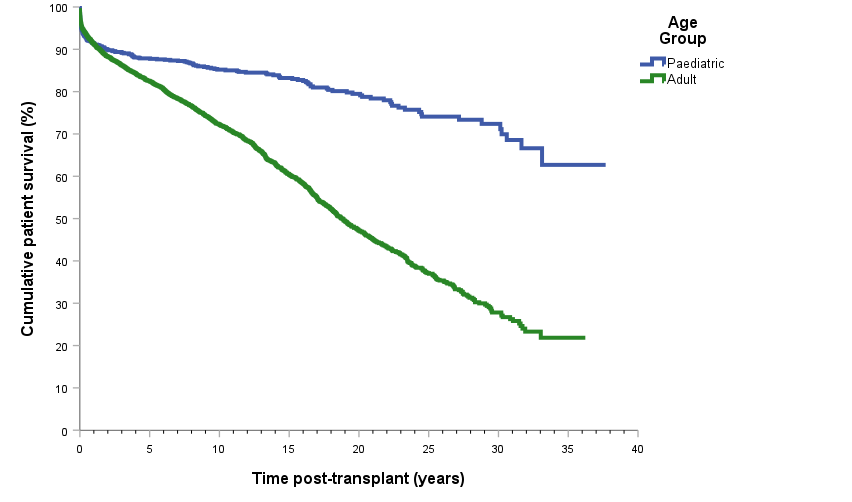 Age
Group
Paediatric
Adult
Cumulative patient survival (%)
100
90
80
70
60
50
40
30
20
10
0
0 5 10 15 20 25 30 35 40
Time post-transplant (years)